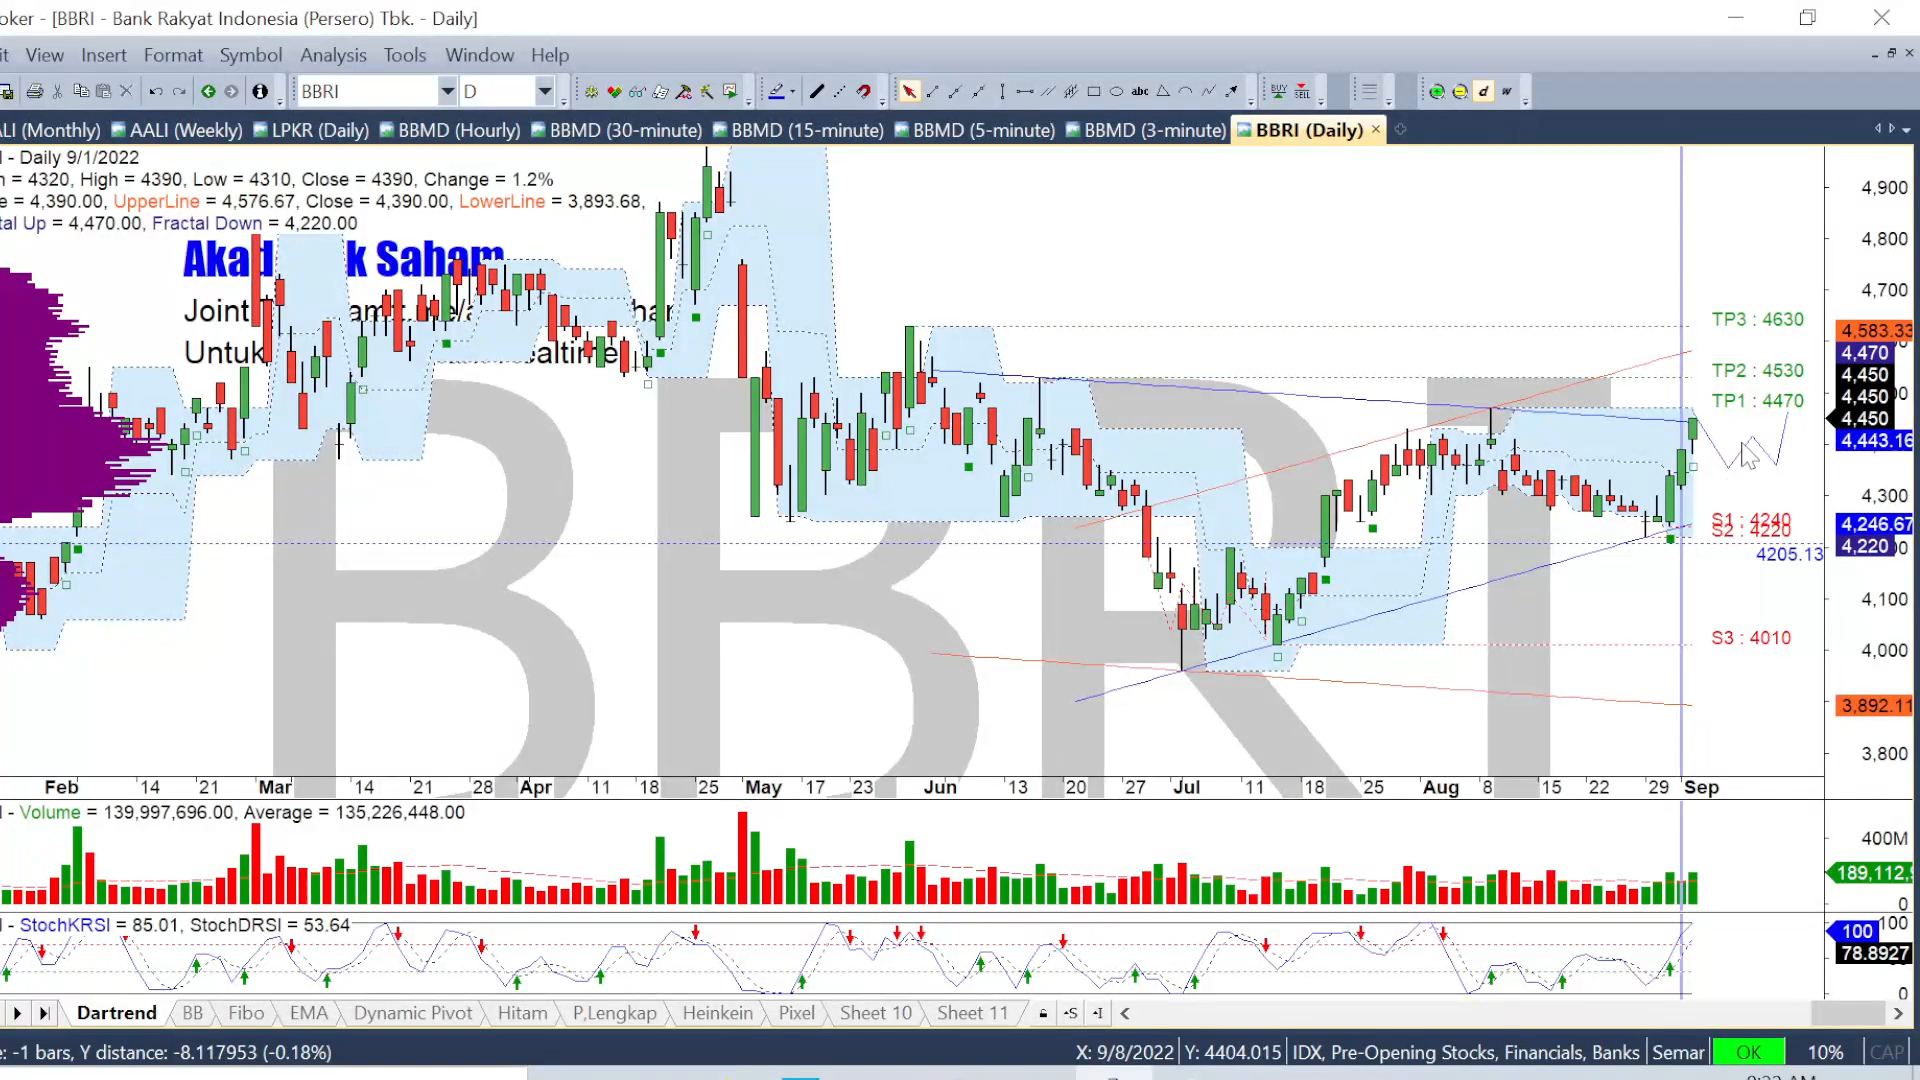 oker - [BBRI - Bank Rakyat Indonesia (Persero) Tbk. - Daily]
it View Insert Format Symbol Analysis Tools Window Help
BBRI D abc BUY SELL d w
ALI (Monthly) AALI (Weekly) LPKR (Daily) BBMD (Hourly) BBMD (30-minute) BBMD (15-minute) BBMD (5-minute) BBMD (3-minute) BBRI (Daily)
I - Daily 9/1/2022
n = 4320, High = 4390, Low = 4310, Close = 4390, Change = 1.2%
e = 4,390.00, UpperLine = 4,576.67, Close = 4,390.00, LowerLine = 3,893.68,
tal Up = 4,470.00, Fractal Down = 4,220.00
BBRI
4,900
4,800
4,700
TP3 : 4630
4,583.33
4,470
TP2 : 4530
4,450
4,450
TP1 : 4470
4,450
4,443.16
4,300
S1 : 4240
4,246.67
S2 : 4220
4,220
4205.13
4,100
S3 : 4010
4,000
3,892.11
3,800
Feb 14 21 Mar 14 21 28 Apr 11 18 25 May 17 23 Jun 13 20 27 Jul 11 18 25 Aug 8 15 22 29 Sep
I - Volume = 139,997,696.00, Average = 135,226,448.00
400M
189,112,
0
I - StochKRSI = 85.01, StochDRSI = 53.64
100
100
78.8927
0
Dartrend BB Fibo EMA Dynamic Pivot Hitam P,Lengkap Heinkein Pixel Sheet 10 Sheet 11 -S -I
e: -1 bars, Y distance: -8.117953 (-0.18%) X: 9/8/2022 Y: 4404.015 IDX, Pre-Opening Stocks, Financials, Banks Semar OK 10% CAP